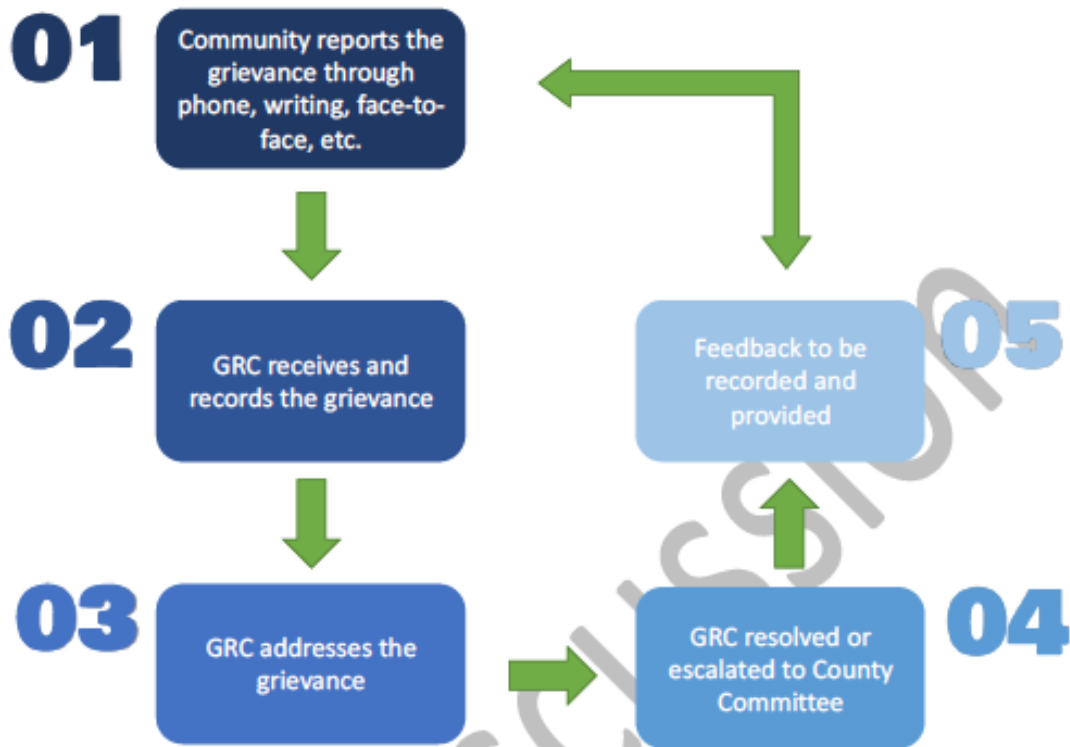 01
Community reports the
grievance through
phone, writing, face-to-
face, etc.
02
GRC receives and
records the grievance
03
GRC addresses the
grievance
GRC resolved or
escalated to County
Committee
04
Feedback to be
recorded and
provided
05